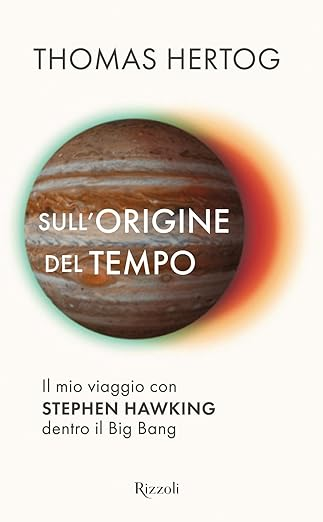 THOMAS HERTOG
SULL'ORIGINE
DEL TEMPO
Il mio viaggio con
STEPHEN HAWKING
dentro il Big Bang
Rizzoli